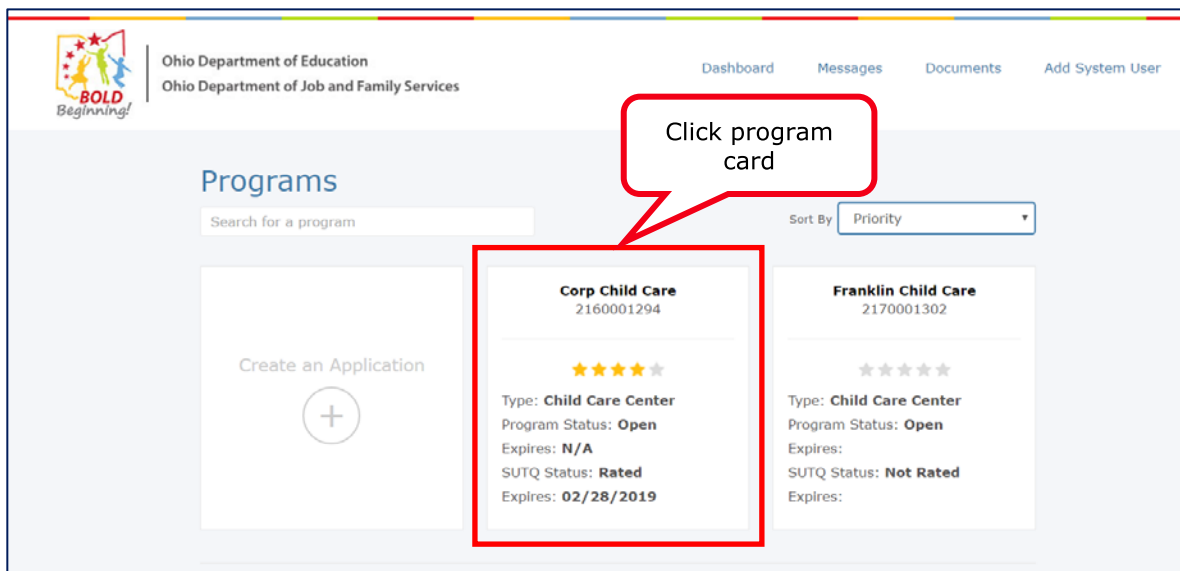 BOLD
Beginning!
Ohio Department of Education
Ohio Department of Job and Family Services
Dashboard Messages Documents Add System User
Click program
card
Programs
Search for a program
Sort By Priority
Create an Application
Corp Child Care
2160001294
Type: Child Care Center
Program Status: Open
Expires: N/A
SUTQ Status: Rated
Expires: 02/28/2019
Franklin Child Care
2170001302
Type: Child Care Center
Program Status: Open
Expires:
SUTQ Status: Not Rated
Expires: